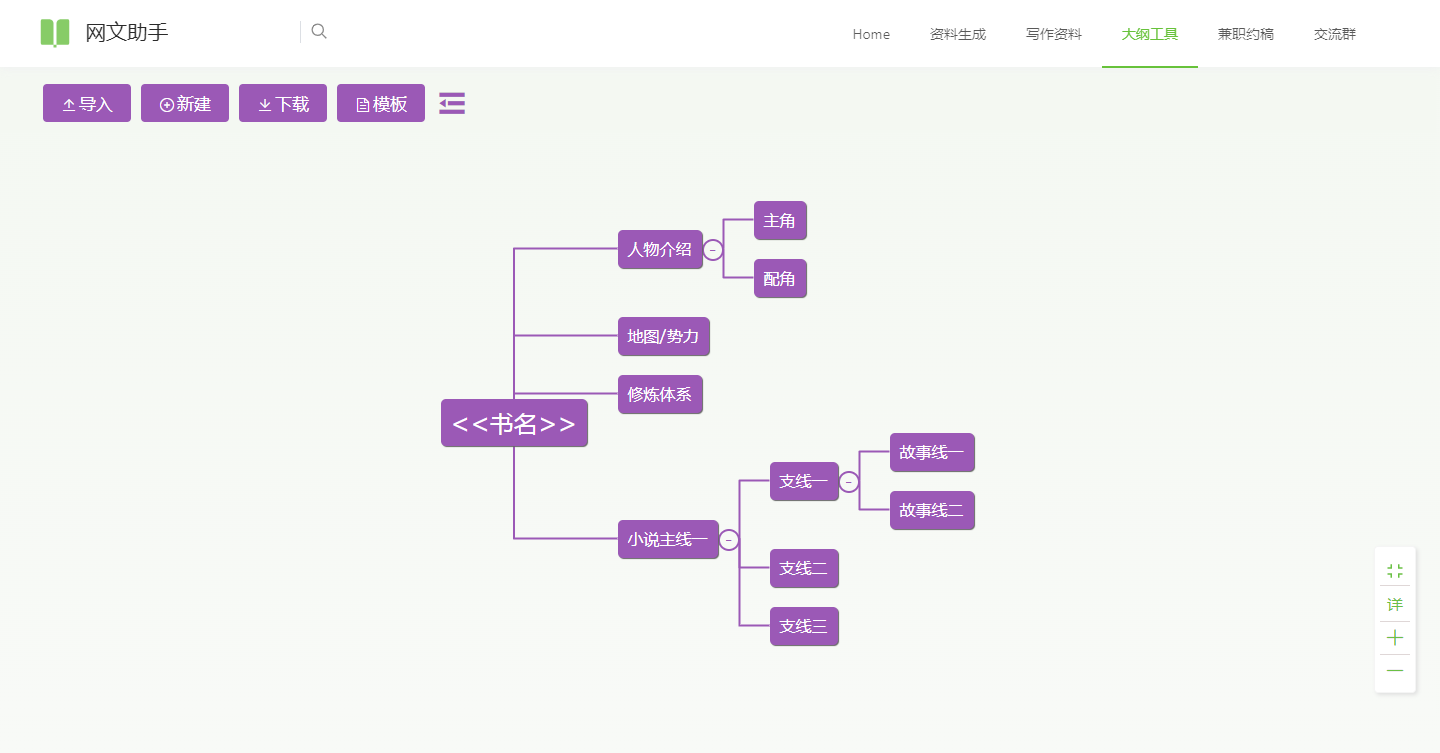 网文助手
Home 资料生成 写作资料 大纲工具 兼职约稿 交流群
导入 新建 下载 模板
主角
人物介绍
配角
地图/势力
修炼体系
<<书名>>
故事线一
支线一
故事线二
小说主线一
支线二
支线三
详